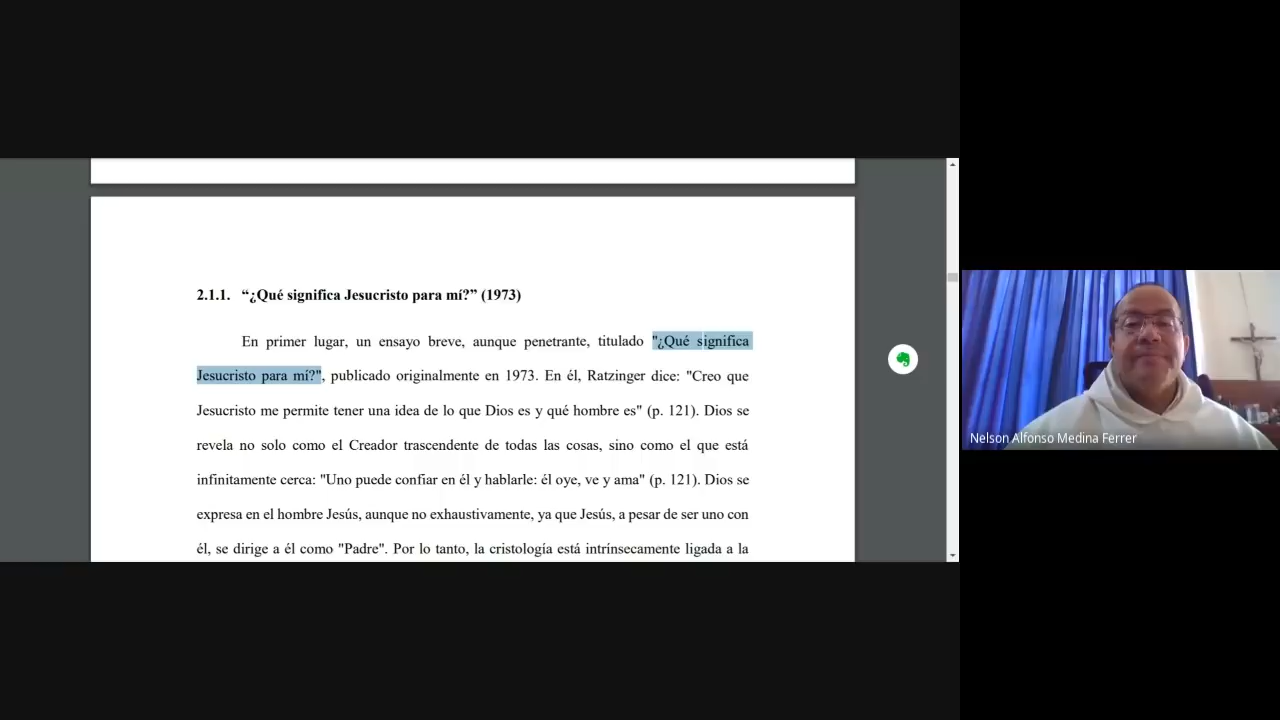 2.1.1. “¿Qué significa Jesucristo para mí?” (1973)
En primer lugar, un ensayo breve, aunque penetrante, titulado "¿Qué significa
Jesucristo para mí?", publicado originalmente en 1973. En él, Ratzinger dice: "Creo que
Jesucristo me permite tener una idea de lo que Dios es y qué hombre es" (p. 121). Dios se
revela no solo como el Creador trascendente de todas las cosas, sino como el que está
infinitamente cerca: "Uno puede confiar en él y hablarle: él oye, ve y ama" (p. 121). Dios se
expresa en el hombre Jesús, aunque no exhaustivamente, ya que Jesús, a pesar de ser uno con
él, se dirige a él como "Padre". Por lo tanto, la cristología está intrínsecamente ligada a la
Nelson Alfonso Medina Ferrer